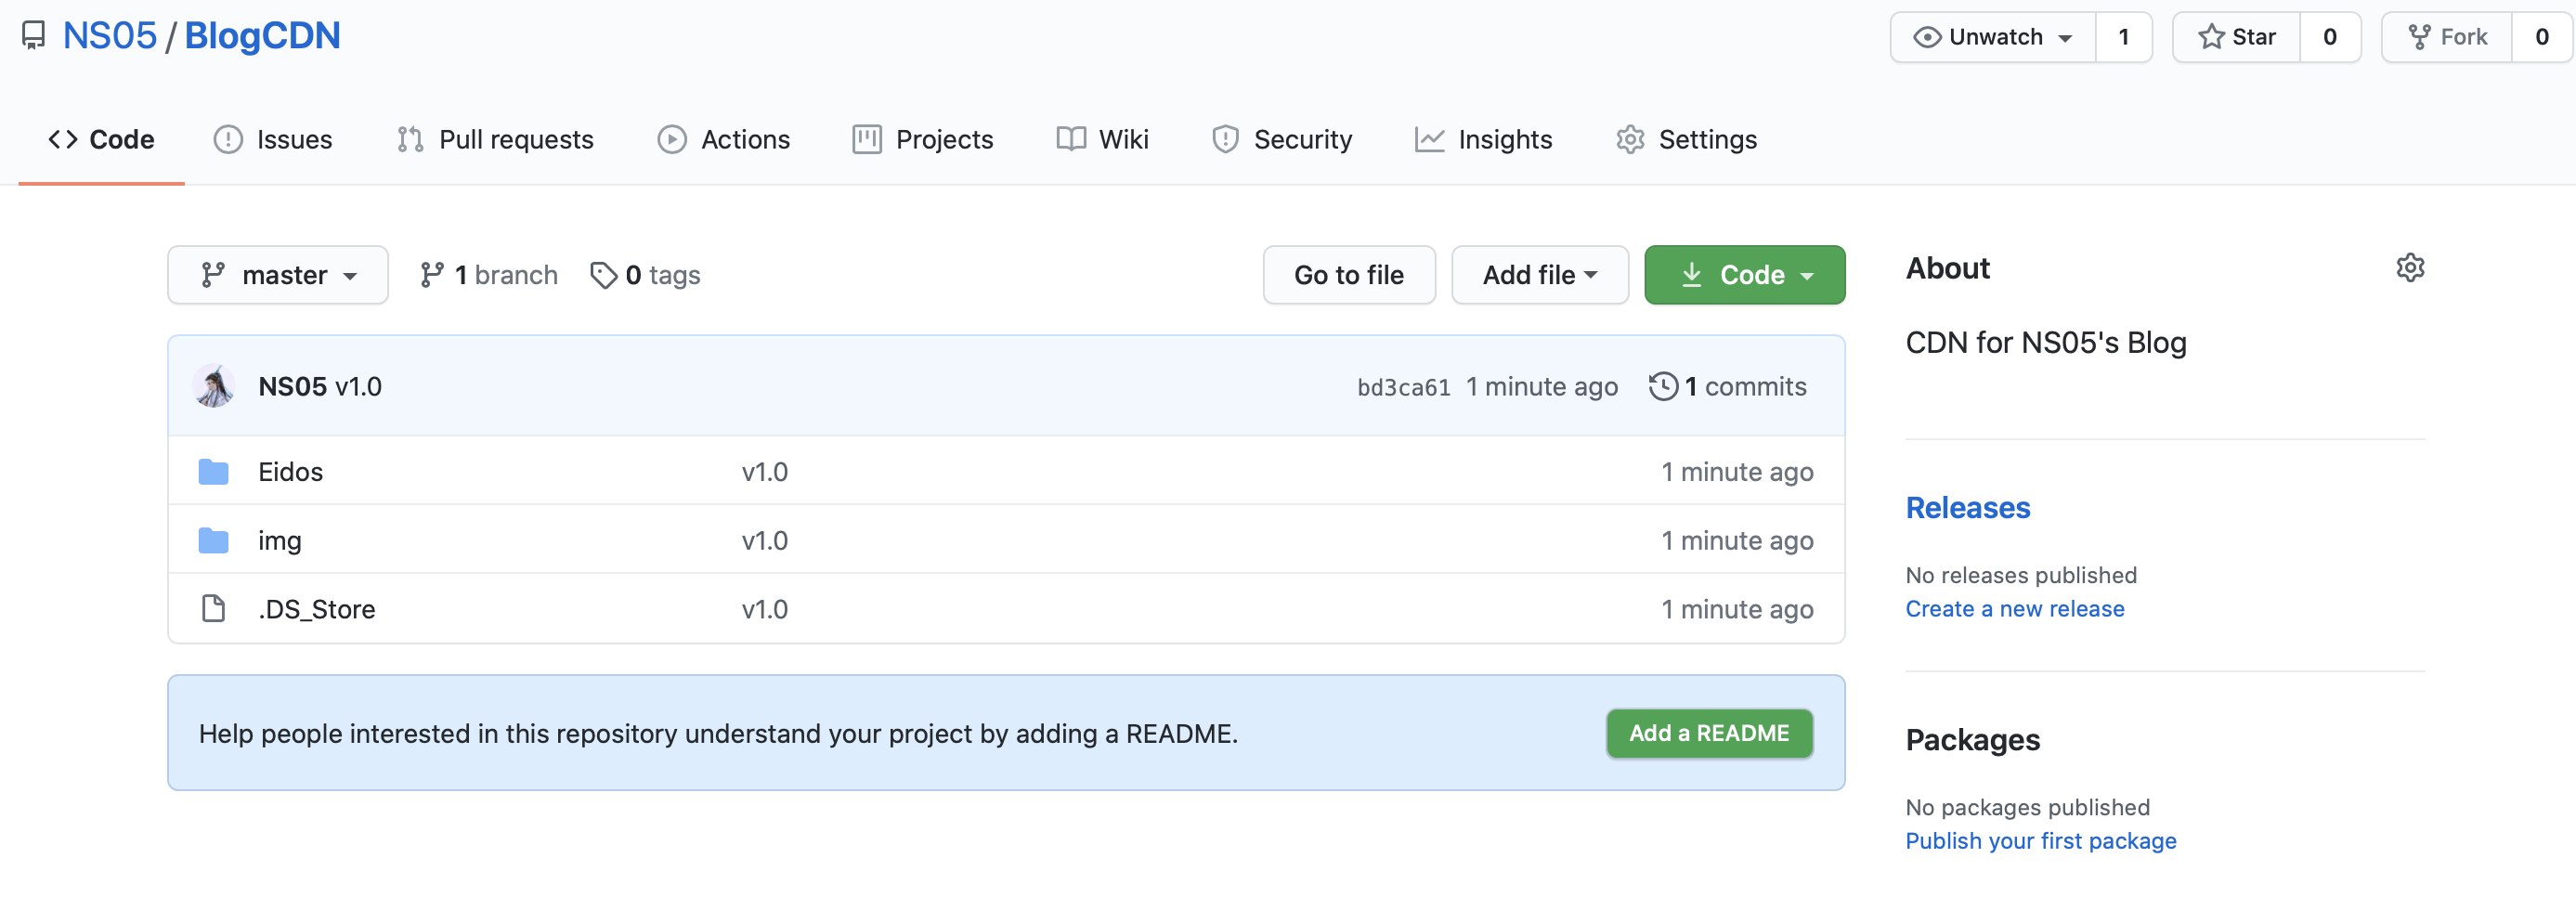 NS05 / BlogCDN
Unwatch 1 Star 0 Fork 0
Code Issues Pull requests Actions Projects Wiki Security Insights Settings
master 1 branch 0 tags Go to file Add file Code
NS05 v1.0 bd3ca61 1 minute ago 1 commits
Eidos v1.0 1 minute ago
img v1.0 1 minute ago
.DS_Store v1.0 1 minute ago
Help people interested in this repository understand your project by adding a README. Add a README
About
CDN for NS05's Blog
Releases
No releases published
Create a new release
Packages
No packages published
Publish your first package